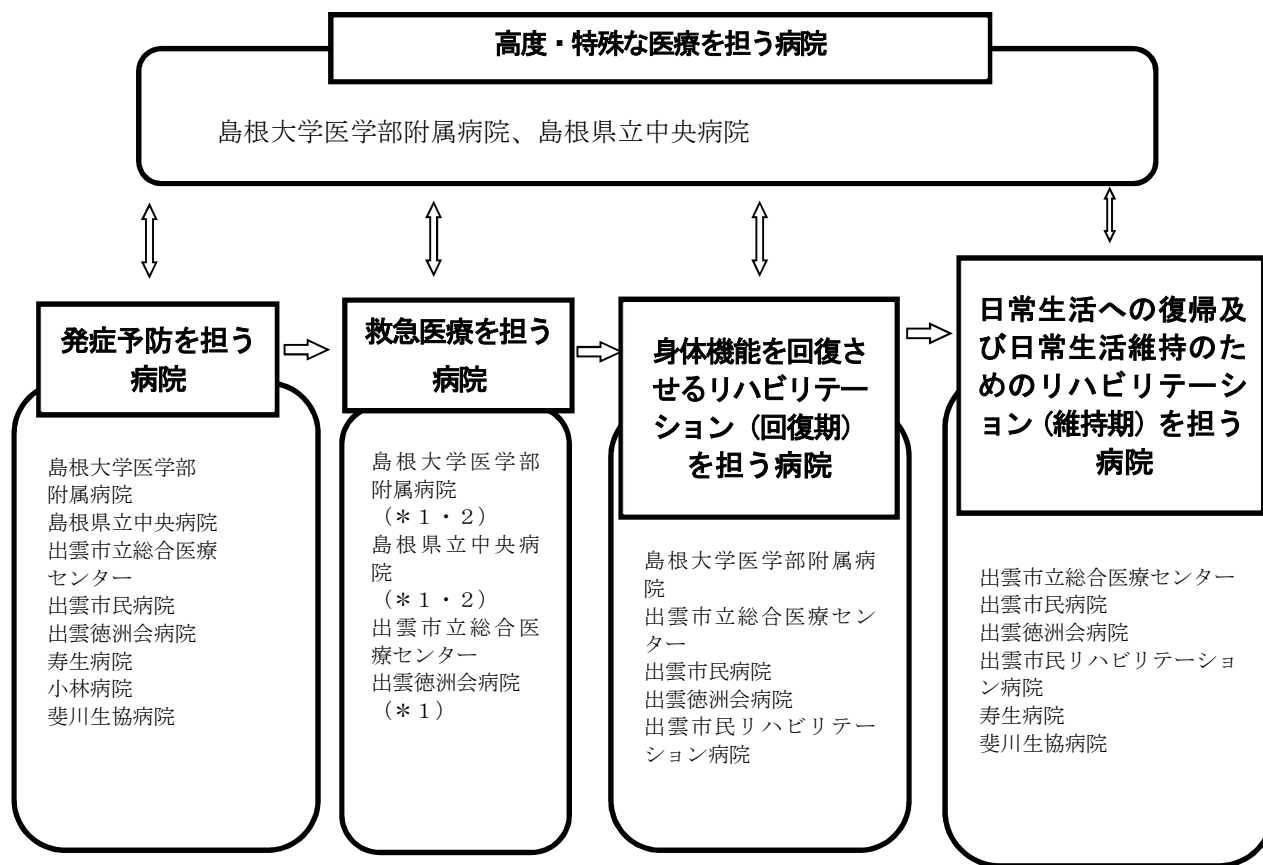 高度・特殊な医療を担う病院
島根大学医学部附属病院、島根県立中央病院
発症予防を担う
病院
島根大学医学部
附属病院
島根県立中央病院
出雲市立総合医療
センター
出雲市民病院
出雲徳洲会病院
寿生病院
小林病院
斐川生協病院
救急医療を担う
病院
島根大学医学部
附属病院
（＊１・２）
島根県立中央病
院
（＊１・２）
出雲市立総合医
療センター
出雲徳洲会病院
（＊１）
身体機能を回復さ
せるリハビリテー
ション（回復期）
を担う病院
島根大学医学部附属病
院
出雲市立総合医療セン
ター
出雲市民病院
出雲徳洲会病院
出雲市民リハビリテー
ション病院
日常生活への復帰及
び日常生活維持のた
めのリハビリテーシ
ョン（維持期）を担う
病院
出雲市立総合医療センター
出雲市民病院
出雲徳洲会病院
出雲市民リハビリテーショ
ン病院
寿生病院
斐川生協病院